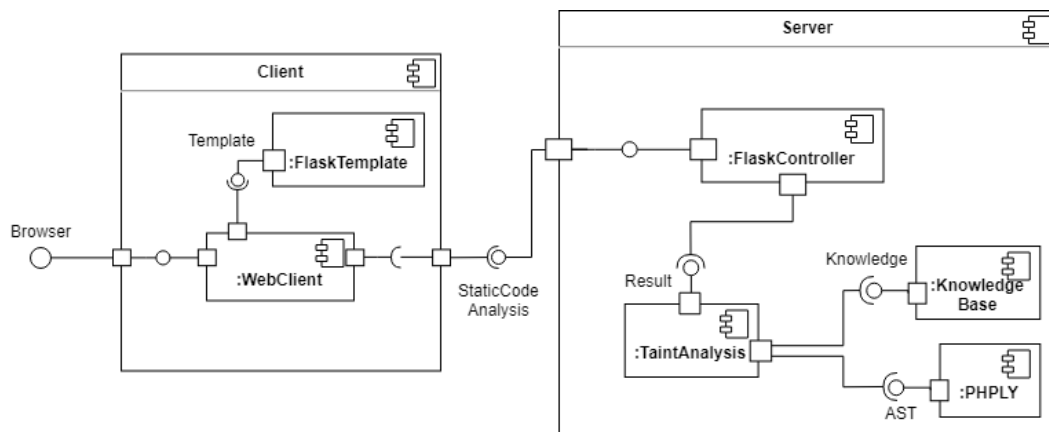 Server
Client
Template
:FlaskTemplate
:FlaskController
Browser
:WebClient
StaticCode
Analysis
Result
Knowledge
:Knowledge
Base
:TaintAnalysis
:PHPLY
AST